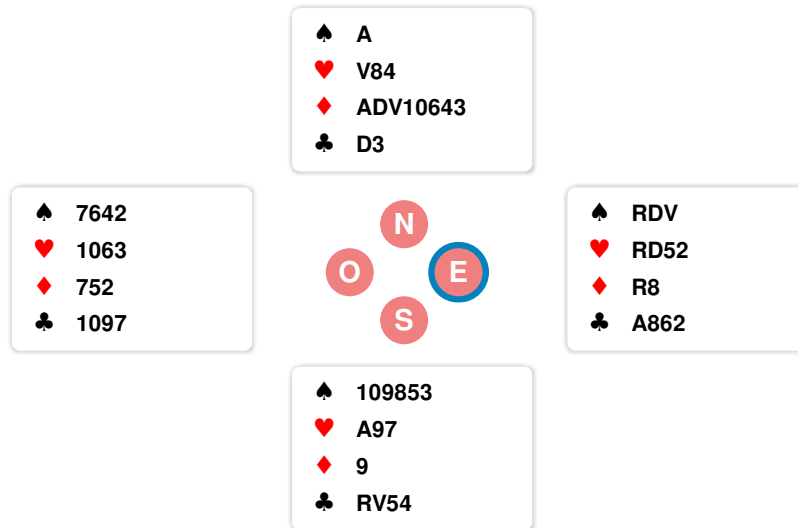 ♠ A
♥ V84
♦ ADV10643
♣ D3
♠ 7642
♥ 1063
♦ 752
♣ 1097
N
O
E
S
♠ RDV
♥ RD52
♦ R8
♣ A862
♠ 109853
♥ A97
♦ 9
♣ RV54